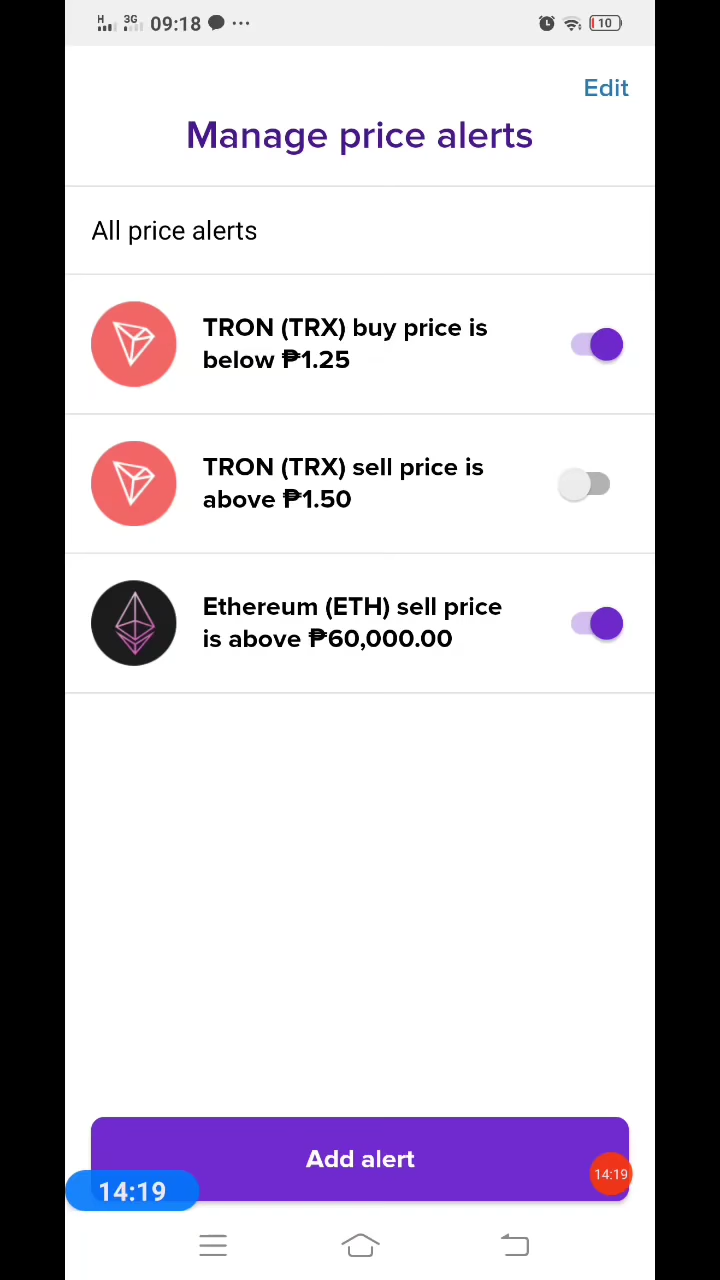 H 3G 09:18 ...
10
Edit
Manage price alerts
All price alerts
TRON (TRX) buy price is
below ₱1.25
TRON (TRX) sell price is
above ₱1.50
Ethereum (ETH) sell price
is above ₱60,000.00
Add alert
14:19
14:19